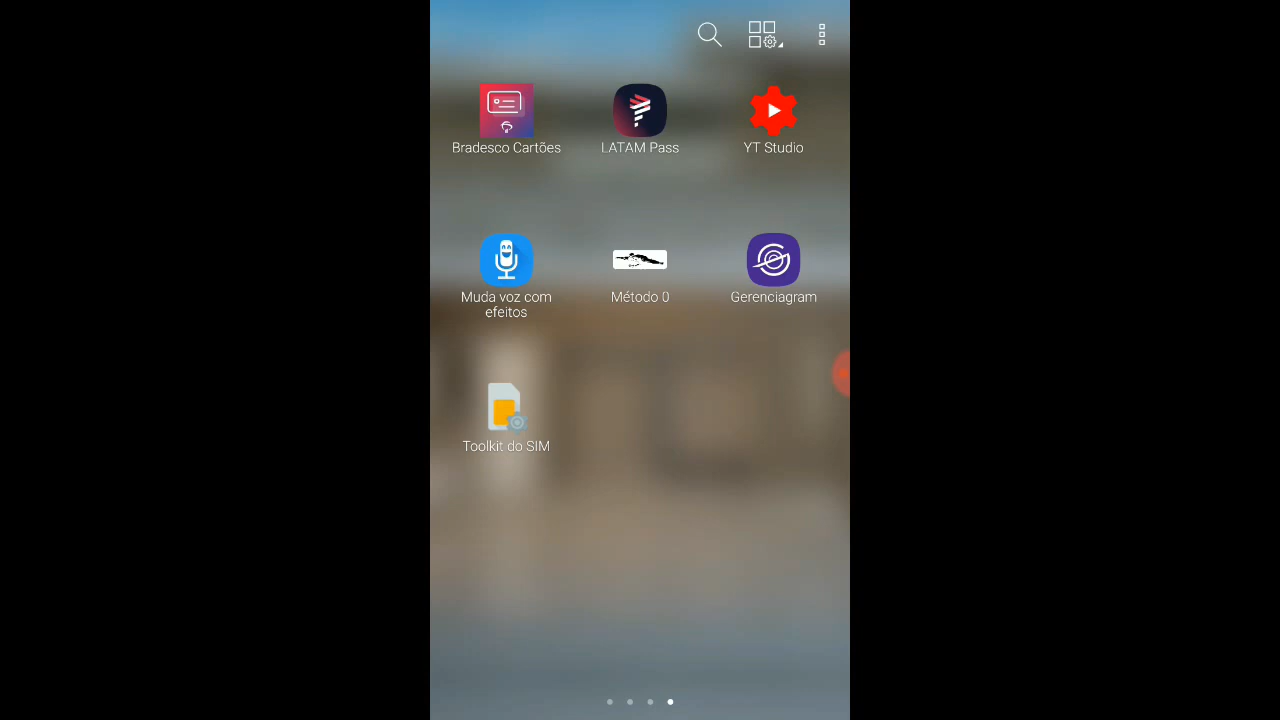 Bradesco Cartões
LATAM Pass
YT Studio
Muda voz com
efeitos
Método 0
Gerenciagram
Toolkit do SIM